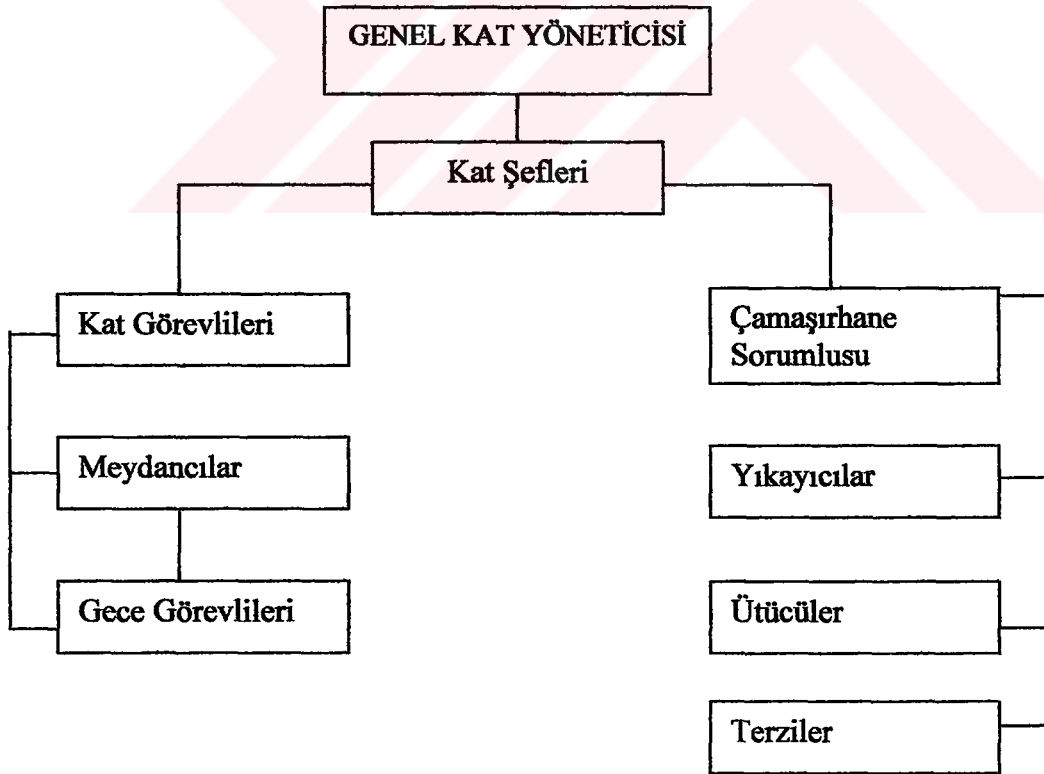 GENEL KAT YÖNETİCİSİ
Kat Şefleri
Kat Görevlileri
Meydancılar
Gece Görevlileri
Çamaşırhane
Sorumlusu
Yıkayıcılar
Ütücüler
Terziler